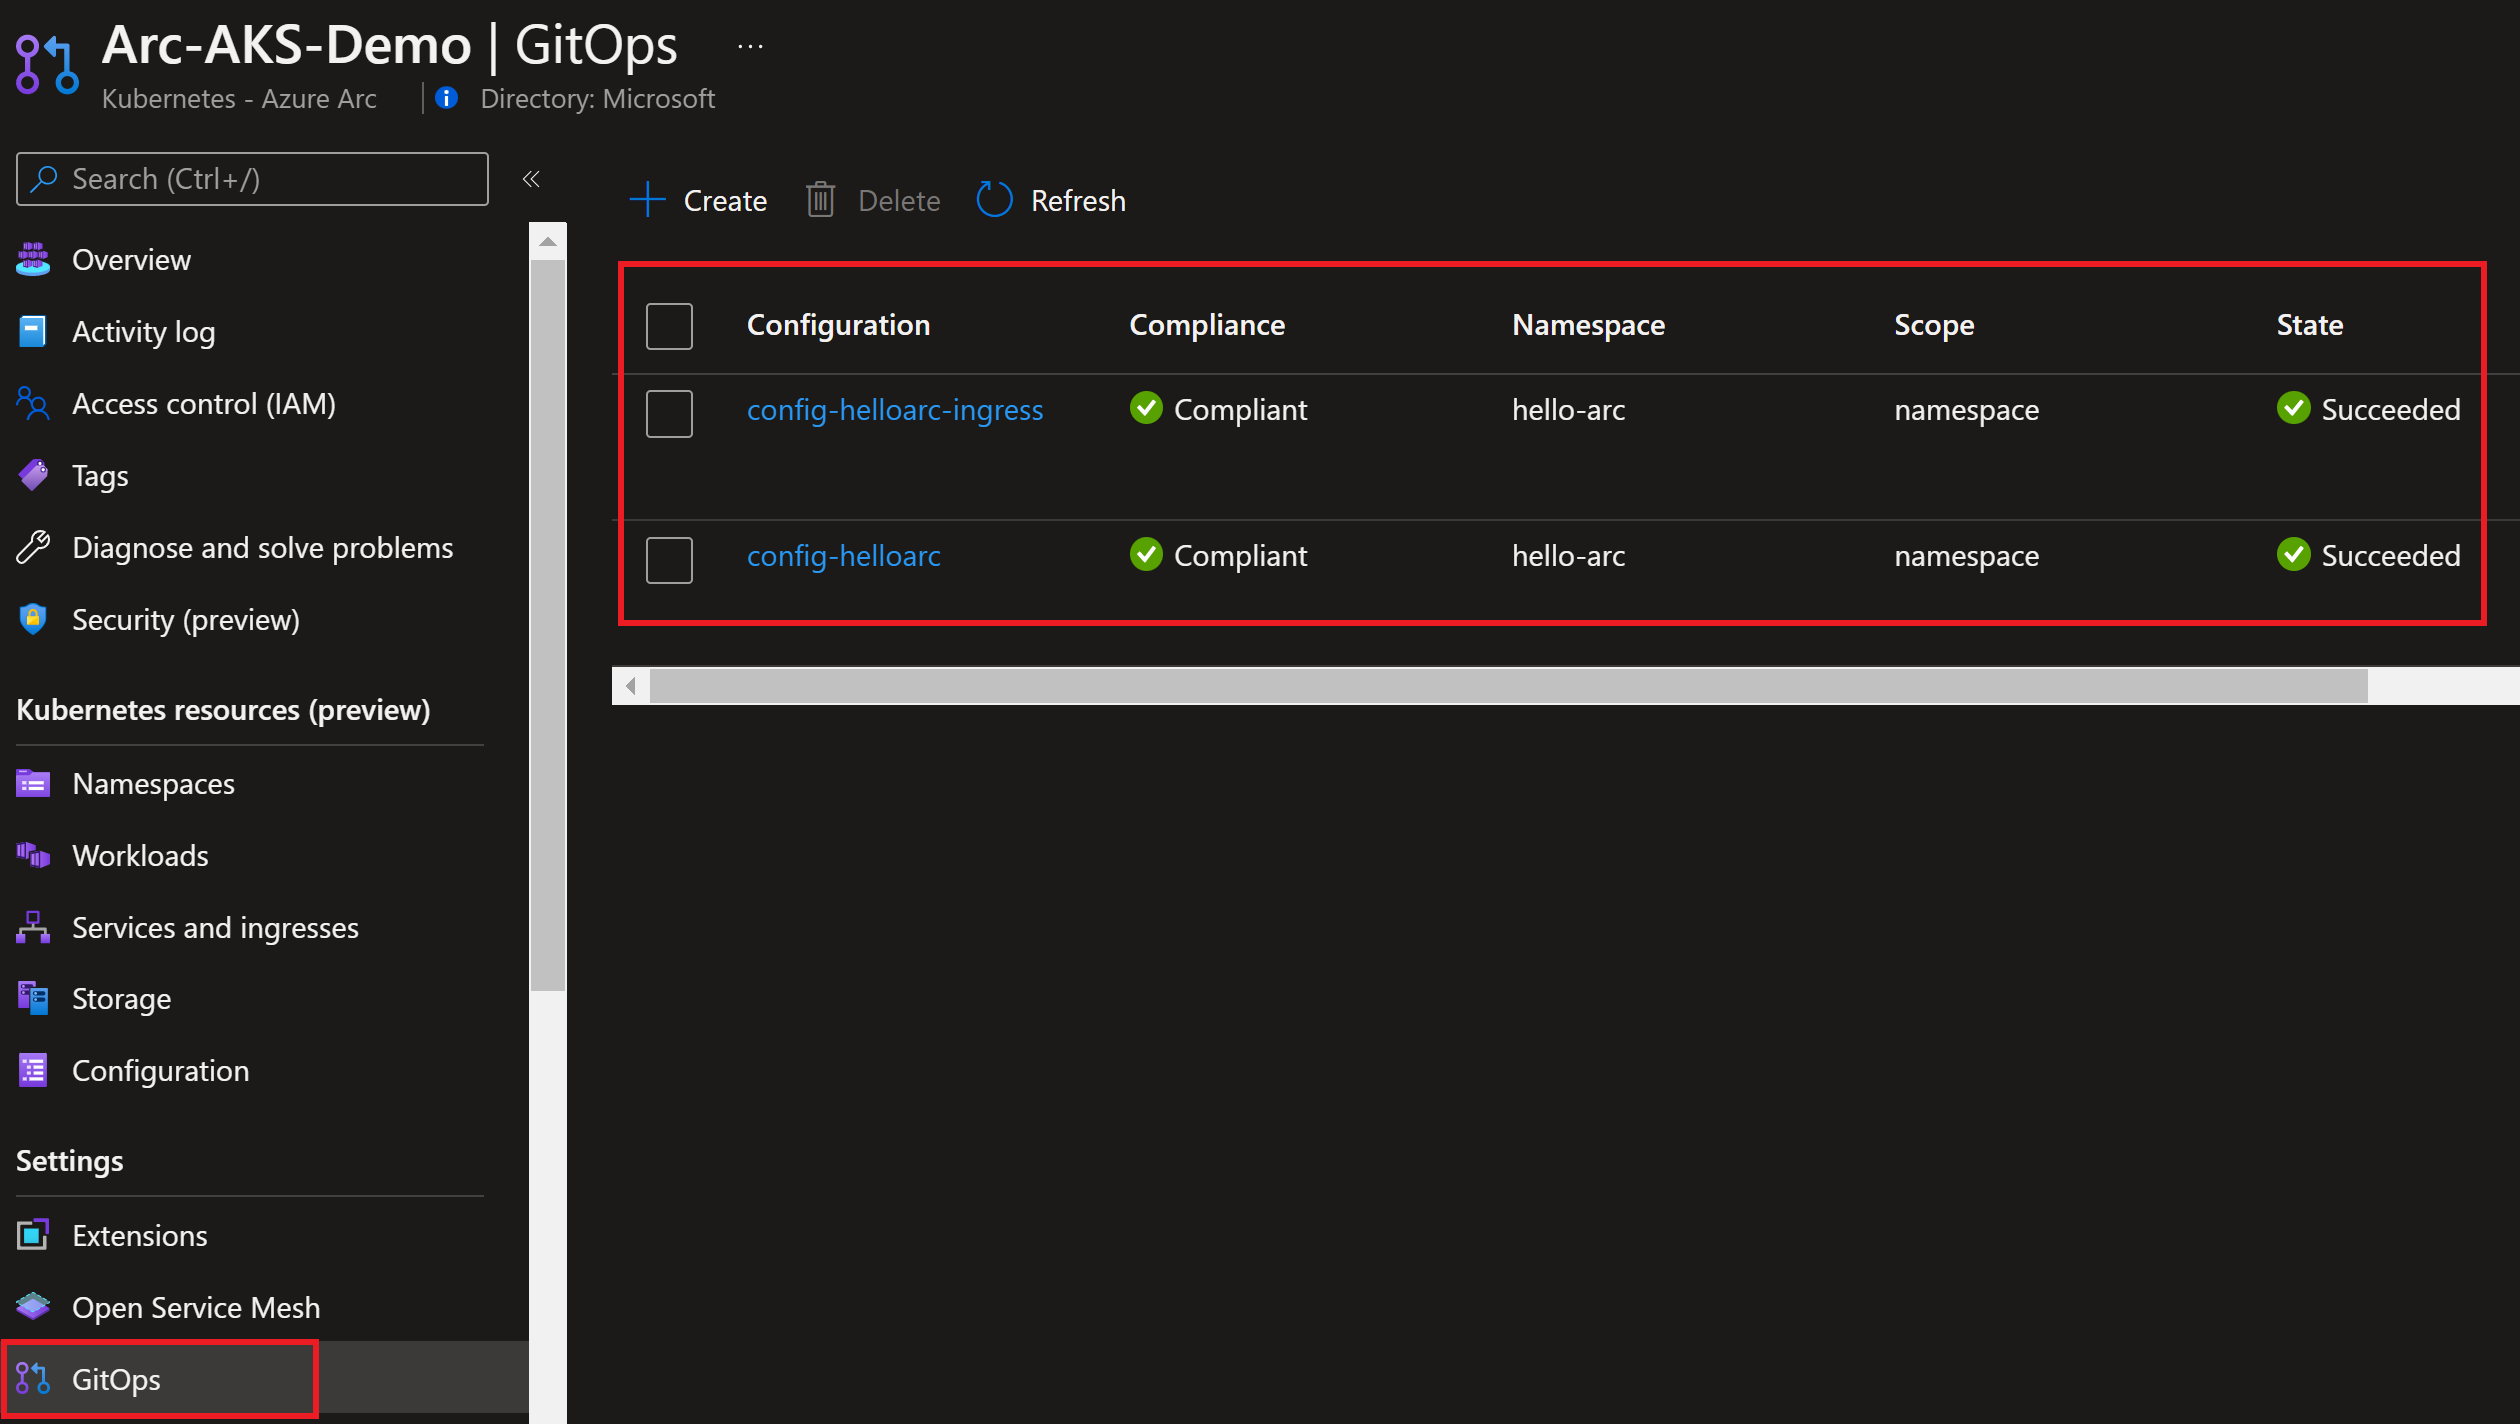 Arc-AKS-Demo | GitOps ...
Kubernetes - Azure Arc | Directory: Microsoft
Search (Ctrl+/)
«
Overview
Activity log
Access control (IAM)
Tags
Diagnose and solve problems
Security (preview)
Kubernetes resources (preview)
Namespaces
Workloads
Services and ingresses
Storage
Configuration
Settings
Extensions
Open Service Mesh
GitOps
Create Delete Refresh
Configuration Compliance Namespace Scope State
config-helloarc-ingress Compliant hello-arc namespace Succeeded
config-helloarc Compliant hello-arc namespace Succeeded